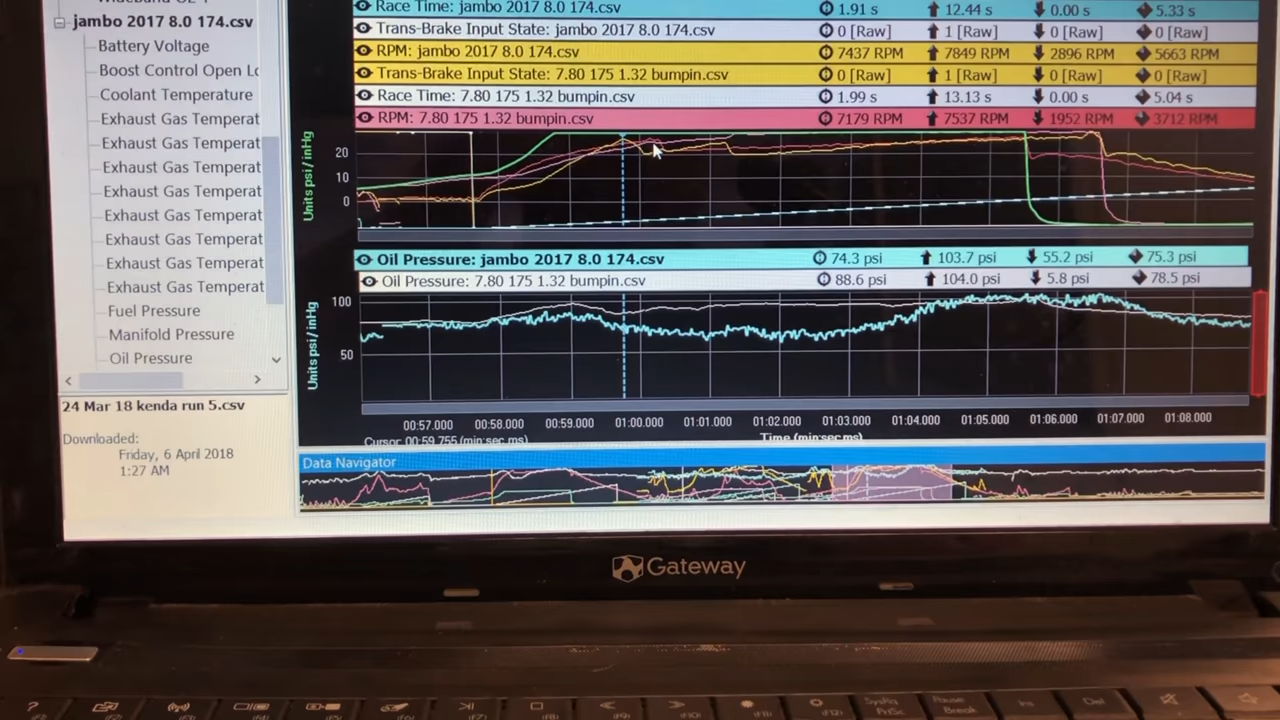 jambo 2017 8.0 174.csv
Battery Voltage
Boost Control Open Lo
Coolant Temperature
Exhaust Gas Temperat
Exhaust Gas Temperat
Exhaust Gas Temperat
Exhaust Gas Temperat
Exhaust Gas Temperat
Exhaust Gas Temperat
Exhaust Gas Temperat
Exhaust Gas Temperat
Fuel Pressure
Manifold Pressure
Oil Pressure
24 Mar 18 kenda run 5.csv
Downloaded:
Friday, 6 April 2018
1:27 AM
Race Time: jambo 2017 8.0 174.csv 1.91 s 12.44 s 0.00 s 5.33 s
Trans-Brake Input State: jambo 2017 8.0 174.csv 0 [Raw] 1 [Raw] 0 [Raw] 0 [Raw]
RPM: jambo 2017 8.0 174.csv 7437 RPM 7849 RPM 2896 RPM 5663 RPM
Trans-Brake Input State: 7.80 175 1.32 bumpin.csv 0 [Raw] 1 [Raw] 0 [Raw] 0 [Raw]
Race Time: 7.80 175 1.32 bumpin.csv 1.99 s 13.13 s 0.00 s 5.04 s
RPM: 7.80 175 1.32 bumpin.csv 7179 RPM 7537 RPM 1952 RPM 3712 RPM
Units psi / inHg
20
10
0
Oil Pressure: jambo 2017 8.0 174.csv 74.3 psi 103.7 psi 55.2 psi 75.3 psi
Oil Pressure: 7.80 175 1.32 bumpin.csv 88.6 psi 104.0 psi 5.8 psi 78.5 psi
Units psi / inHg
100
50
00:57.000 00:58.000 00:59.000 01:00.000 01:01.000 01:02.000 01:03.000 01:04.000 01:05.000 01:06.000 01:07.000 01:08.000
Cursor: 00:59.755 (min:sec.ms) Time (min:sec.ms)
Data Navigator
Gateway
SysRq
PrtSc
Pause
Break
Ins
Del